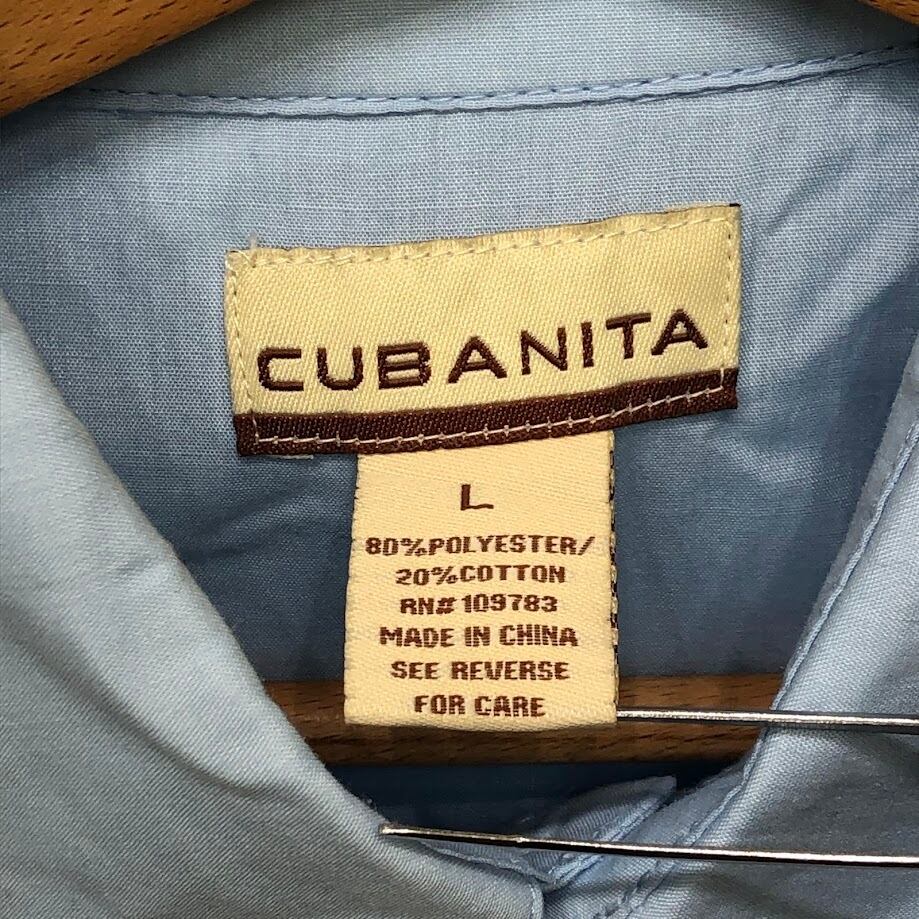 CUBANITA
L
80%POLYESTER/
20%COTTON
RN# 109783
MADE IN CHINA
SEE REVERSE
FOR CARE